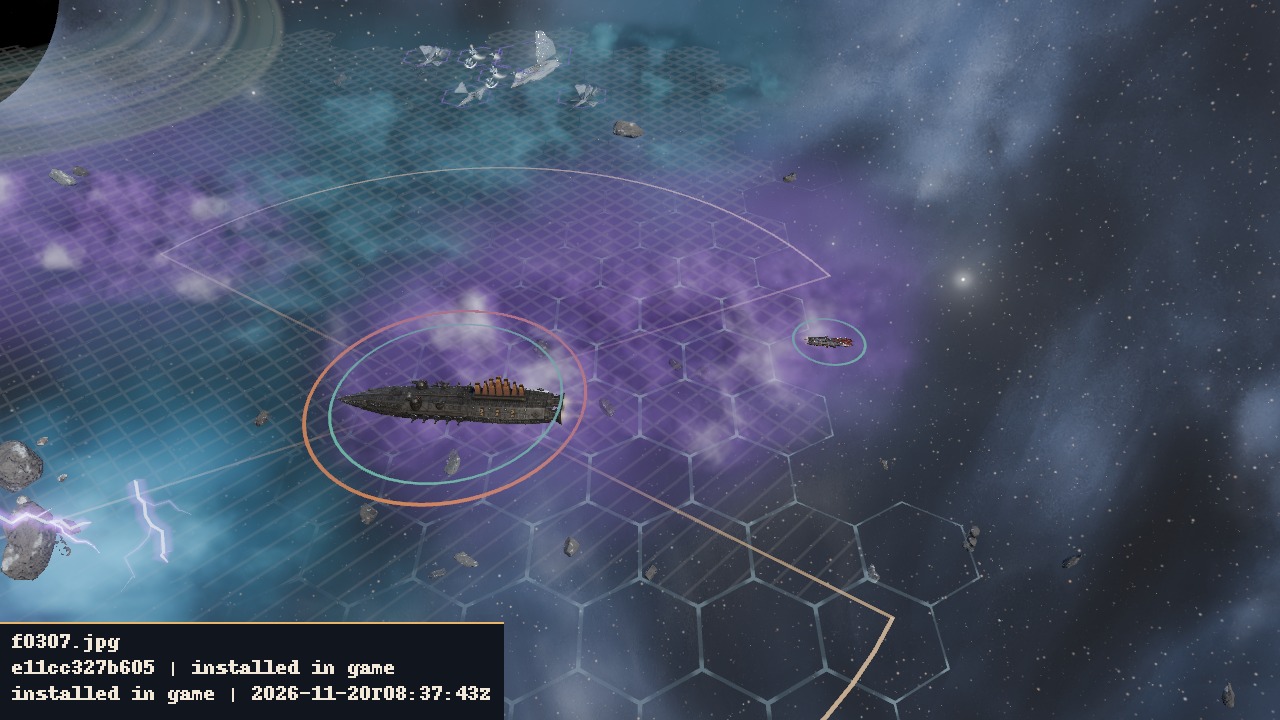 f0307.jpg
e11cc327b605 | installed in game
installed in game | 2026-11-20T08:37:43Z